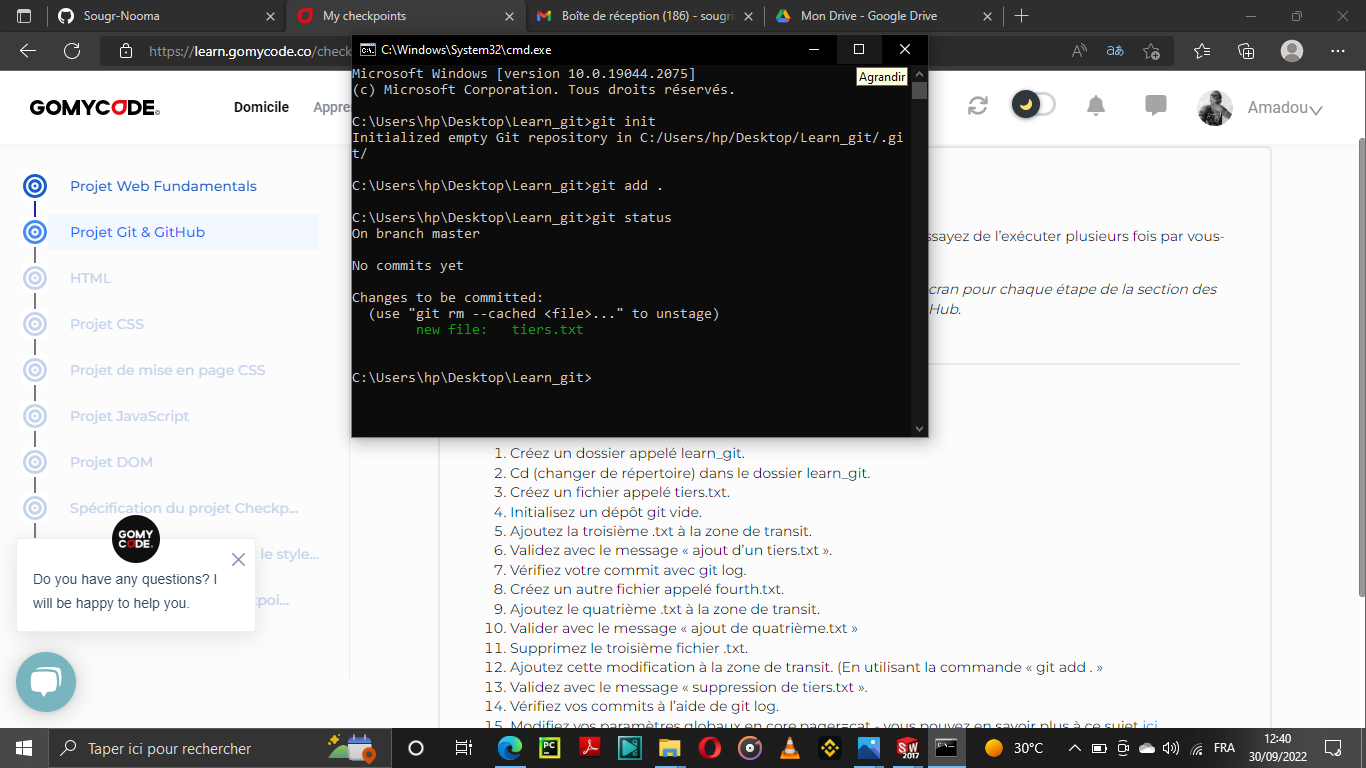 Sougr-Nooma
My checkpoints
Boîte de réception (186) - sougr
Mon Drive - Google Drive
https://learn.gomycode.co/check
C:\Windows\System32\cmd.exe
Agrandir
Microsoft Windows [version 10.0.19044.2075]
(c) Microsoft Corporation. Tous droits réservés.
C:\Users\hp\Desktop\Learn_git>git init
Initialized empty Git repository in C:/Users/hp/Desktop/Learn_git/.gi
t/
C:\Users\hp\Desktop\Learn_git>git add .
C:\Users\hp\Desktop\Learn_git>git status
On branch master
No commits yet
Changes to be committed:
(use "git rm --cached <file>..." to unstage)
new file:   tiers.txt
C:\Users\hp\Desktop\Learn_git>
GOMYCODE
Domicile
Appre
Amadou
Projet Web Fundamentals
Projet Git & GitHub
HTML
Projet CSS
Projet de mise en page CSS
Projet JavaScript
Projet DOM
Spécification du projet Checkp...
le style...
kpoi...
GOMY
CODE
Do you have any questions? I
will be happy to help you.
ssayez de l'exécuter plusieurs fois par vous-
cran pour chaque étape de la section des
Hub.
1. Créez un dossier appelé learn_git.
2. Cd (changer de répertoire) dans le dossier learn_git.
3. Créez un fichier appelé tiers.txt.
4. Initialisez un dépôt git vide.
5. Ajoutez la troisième .txt à la zone de transit.
6. Validez avec le message « ajout d'un tiers.txt ».
7. Vérifiez votre commit avec git log.
8. Créez un autre fichier appelé fourth.txt.
9. Ajoutez le quatrième .txt à la zone de transit.
10. Valider avec le message « ajout de quatrième.txt »
11. Supprimez le troisième fichier .txt.
12. Ajoutez cette modification à la zone de transit. (En utilisant la commande « git add . »
13. Validez avec le message « suppression de tiers.txt ».
14. Vérifiez vos commits à l'aide de git log.
15. Modifiez vos paramètres globaux en core.pager=cat - vous pouvez en savoir plus à ce sujet ici
Taper ici pour rechercher
PC
SW
2017
30°C
FRA
12:40
30/09/2022